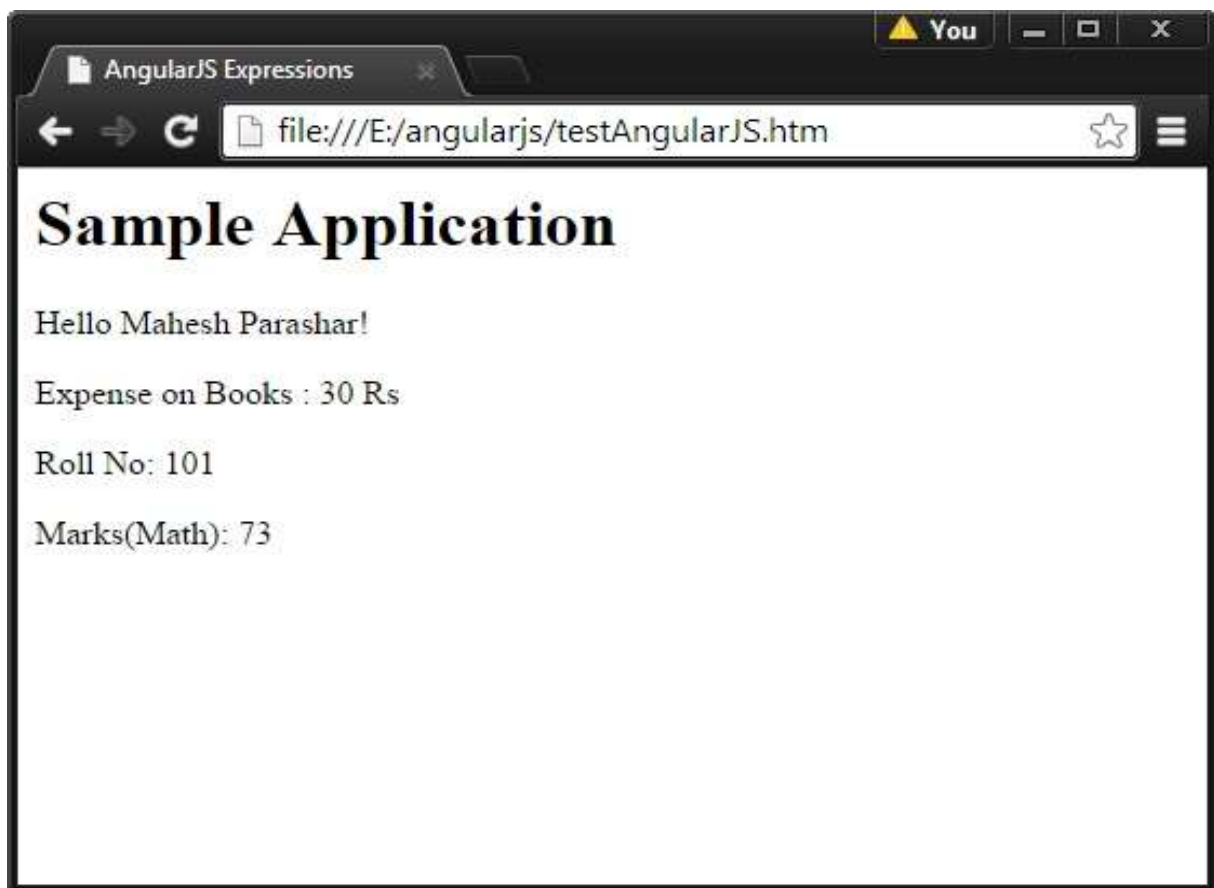 You
AngularJS Expressions
file:///E:/angularjs/testAngularJS.htm
Sample Application
Hello Mahesh Parashar!
Expense on Books : 30 Rs
Roll No: 101
Marks(Math): 73